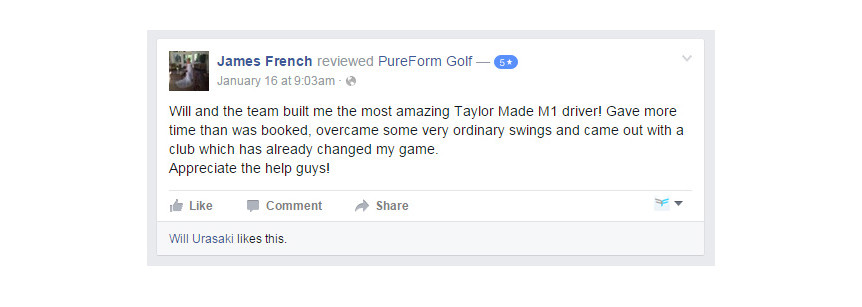 James French reviewed PureForm Golf — 5★
January 16 at 9:03am ·
Will and the team built me the most amazing Taylor Made M1 driver! Gave more
time than was booked, overcame some very ordinary swings and came out with a
club which has already changed my game.
Appreciate the help guys!
Like Comment Share
Will Urasaki likes this.